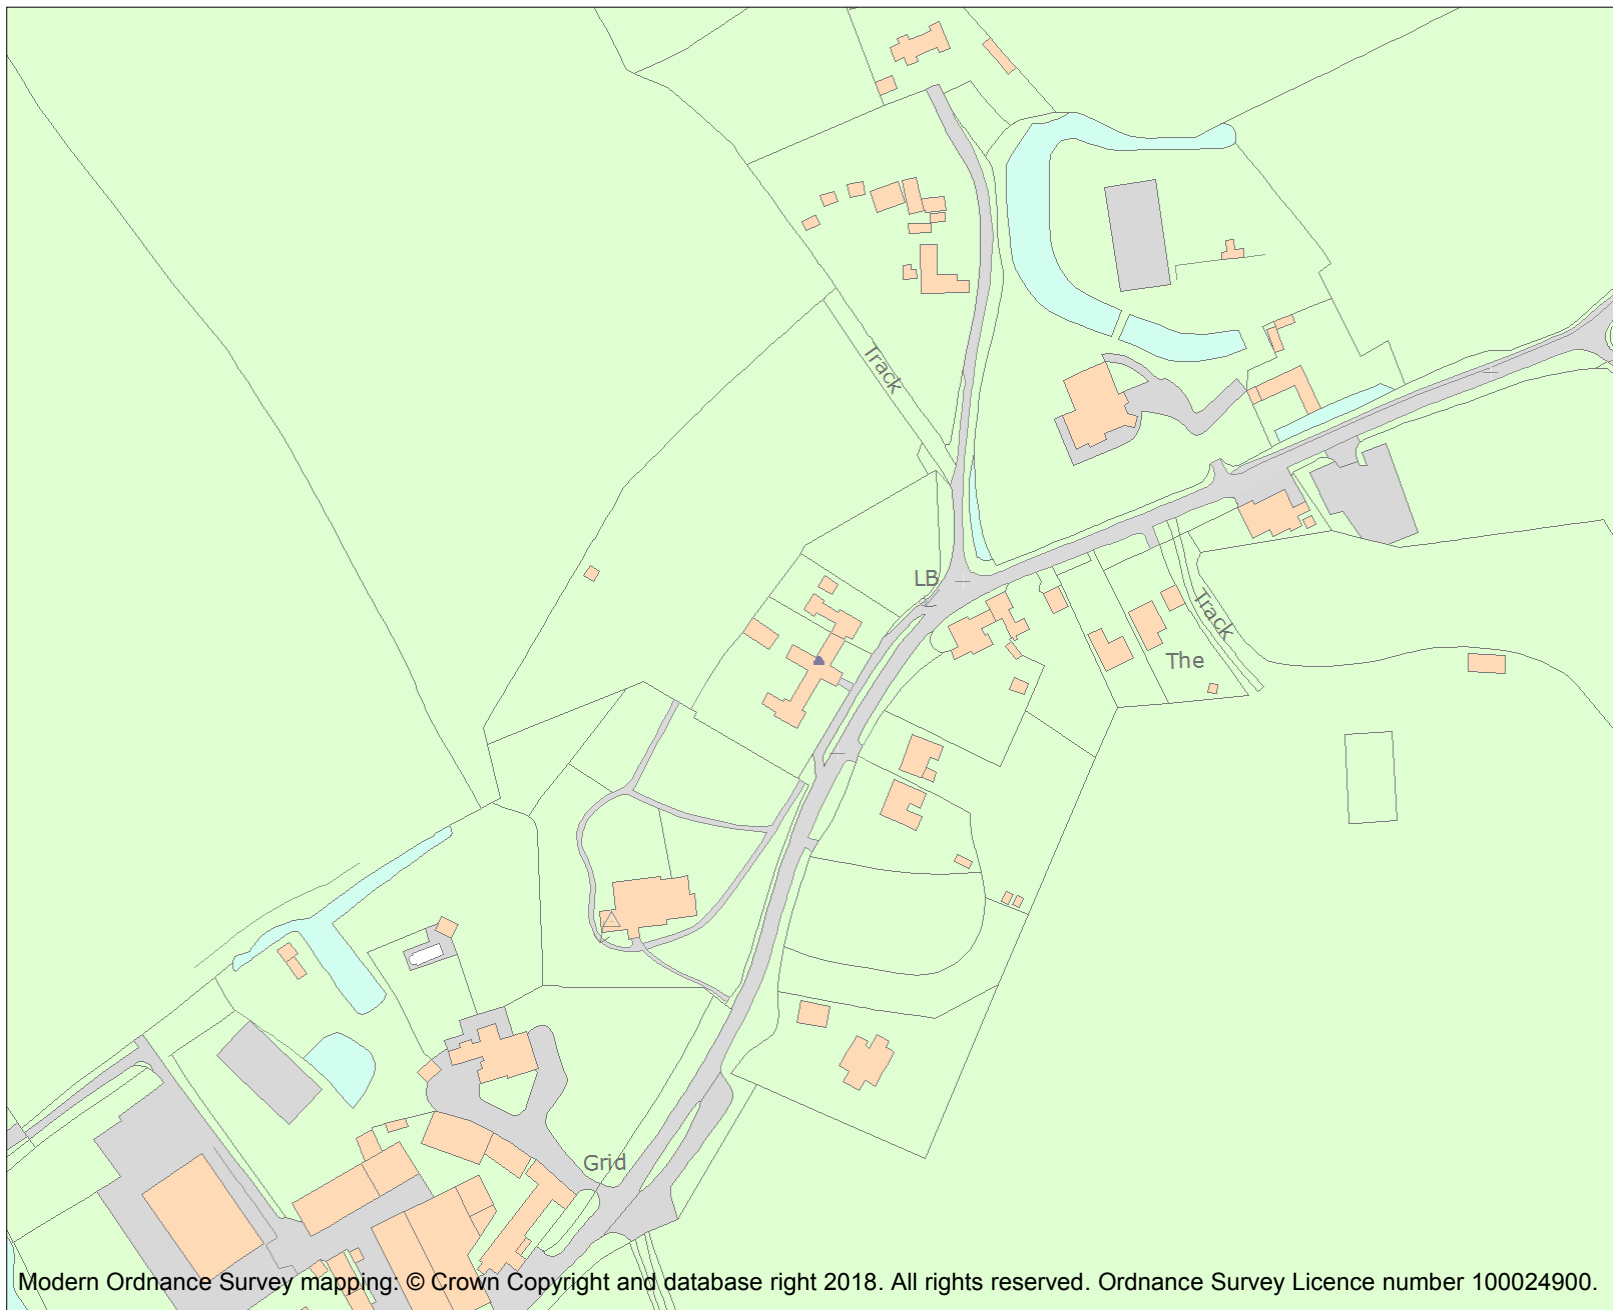 Track
LB
Track
The
Grid
Modern Ordnance Survey mapping: © Crown Copyright and database right 2018. All rights reserved. Ordnance Survey Licence number 100024900.